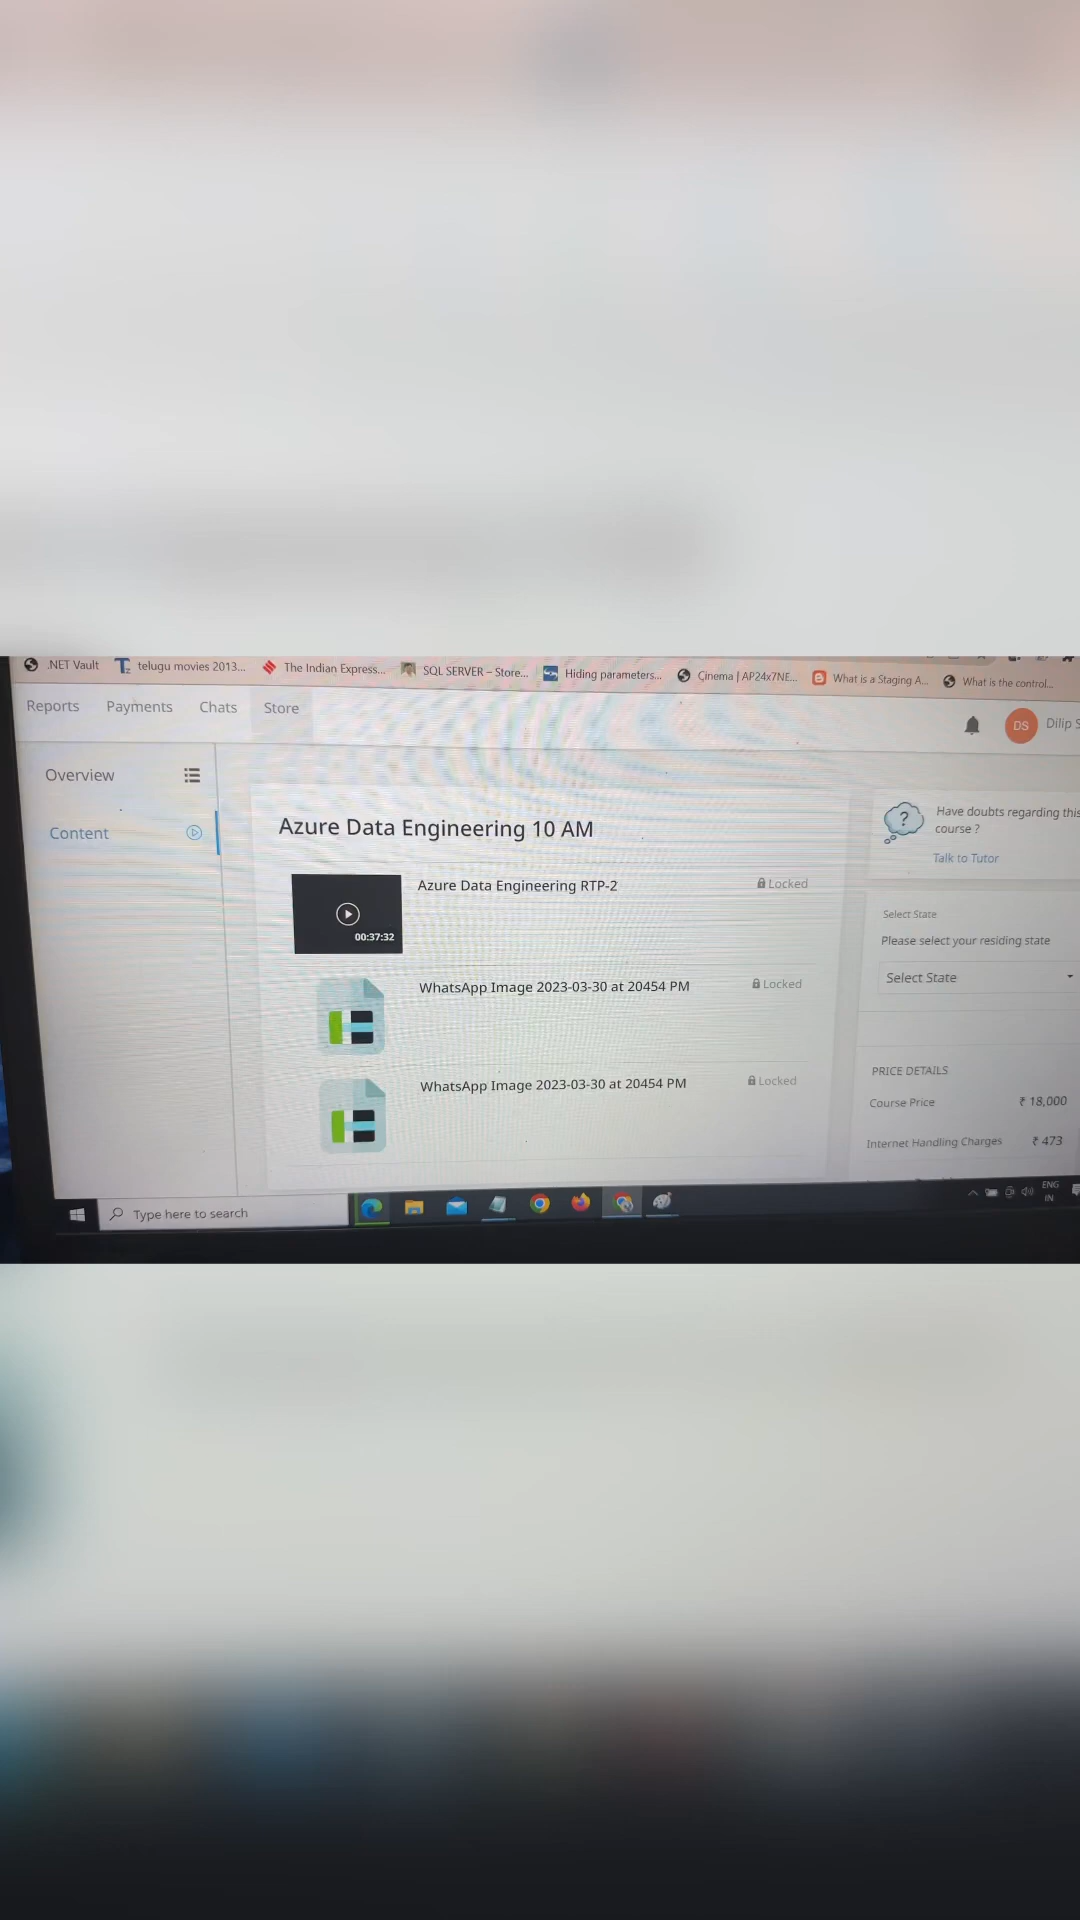 .NET Vault telugu movies 2013... The Indian Express... SQL SERVER – Store... Hiding parameters... Cinema | AP24x7NE... What is a Staging A... What is the control...
Reports Payments Chats Store
DS Dilip S
Overview
Content
Azure Data Engineering 10 AM
Azure Data Engineering RTP-2 Locked
00:37:32
WhatsApp Image 2023-03-30 at 20454 PM Locked
WhatsApp Image 2023-03-30 at 20454 PM Locked
?
Have doubts regarding this
course ?
Talk to Tutor
Select State
Please select your residing state
Select State
PRICE DETAILS
Course Price ₹ 18,000
Internet Handling Charges ₹ 473
Type here to search
ENG
IN